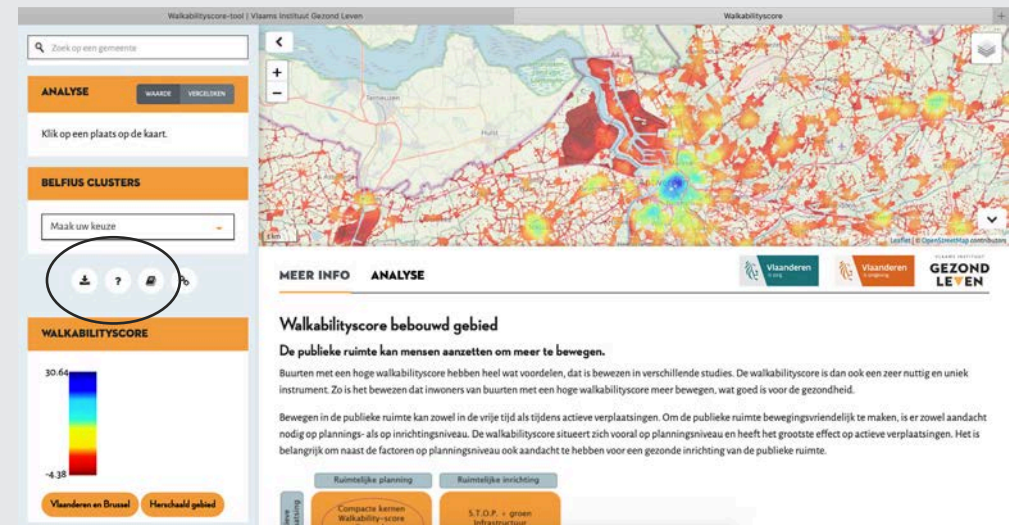 Walkabilityscore-tool | Vlaams Instituut Gezond Leven
Walkabilityscore
Zoek op een gemeente
ANALYSE
WAARDE
VERGELIJKEN
Klik op een plaats op de kaart.
BELFIUS CLUSTERS
Maak uw keuze
?
WALKABILITYSCORE
30.64
-4.38
Vlaanderen en Brussel
Herschaald gebied
+
−
Terneuzen
Hulst
Leaflet | © OpenStreetMap contributors
MEER INFO
ANALYSE
Vlaanderen
Vlaanderen
VLAAMS INSTITUUT
GEZOND
LEVEN
Walkabilityscore bebouwd gebied
De publieke ruimte kan mensen aanzetten om meer te bewegen.
Buurten met een hoge walkabilityscore hebben heel wat voordelen, dat is bewezen in verschillende studies. De walkabilityscore is dan ook een zeer nuttig en uniek
instrument. Zo is het bewezen dat inwoners van buurten met een hoge walkabilityscore meer bewegen, wat goed is voor de gezondheid.
Bewegen in de publieke ruimte kan zowel in de vrije tijd als tijdens actieve verplaatsingen. Om de publieke ruimte bewegingsvriendelijk te maken, is er zowel aandacht
nodig op plannings- als op inrichtingsniveau. De walkabilityscore situeert zich vooral op planningsniveau en heeft het grootste effect op actieve verplaatsingen. Het is
belangrijk om naast de factoren op planningsniveau ook aandacht te hebben voor een gezonde inrichting van de publieke ruimte.
Ruimtelijke planning
Ruimtelijke inrichting
Compacte kernen
Walkability-score
S.T.O.P. + groen
Infrastructuur